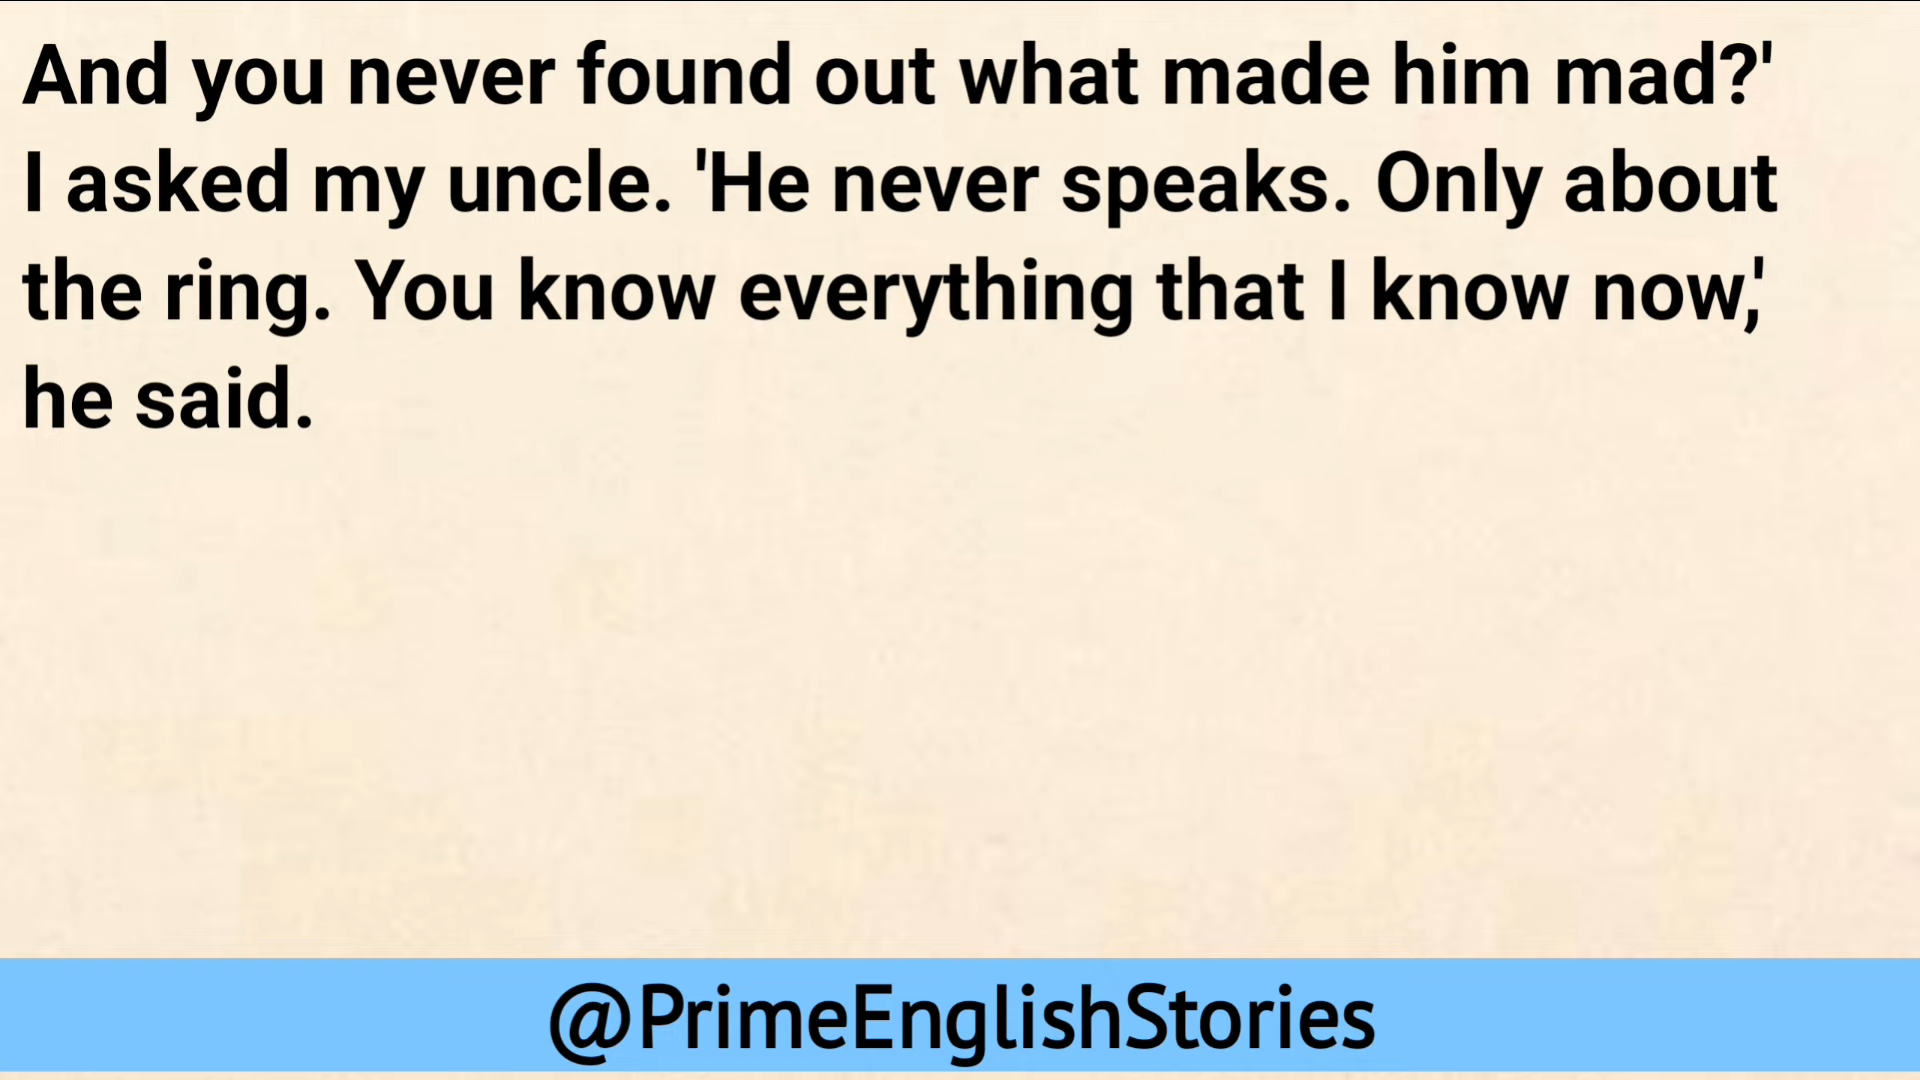 And you never found out what made him mad?'
I asked my uncle. 'He never speaks. Only about
the ring. You know everything that I know now,'
he said.
@PrimeEnglishStories